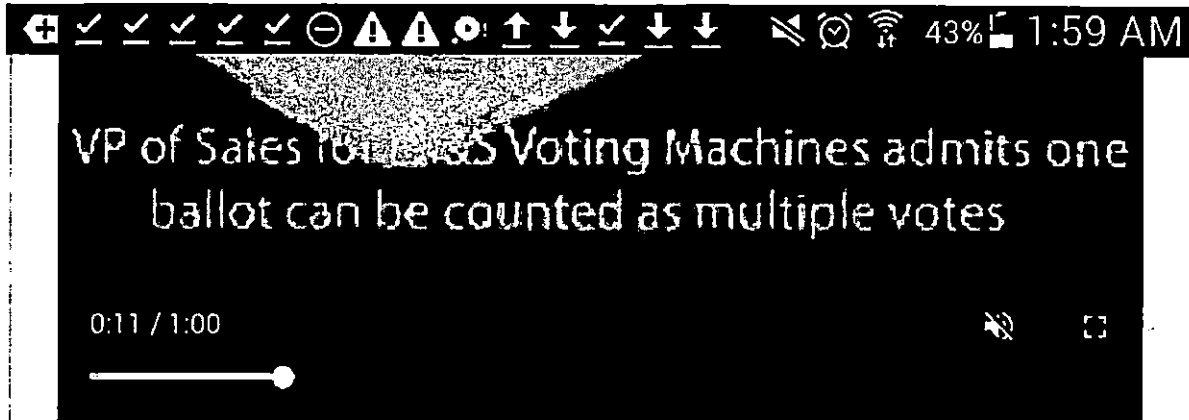 43% 1:59 AM
VP of Sales Voting Machines admits one
ballot can be counted as multiple votes
0:11 / 1:00